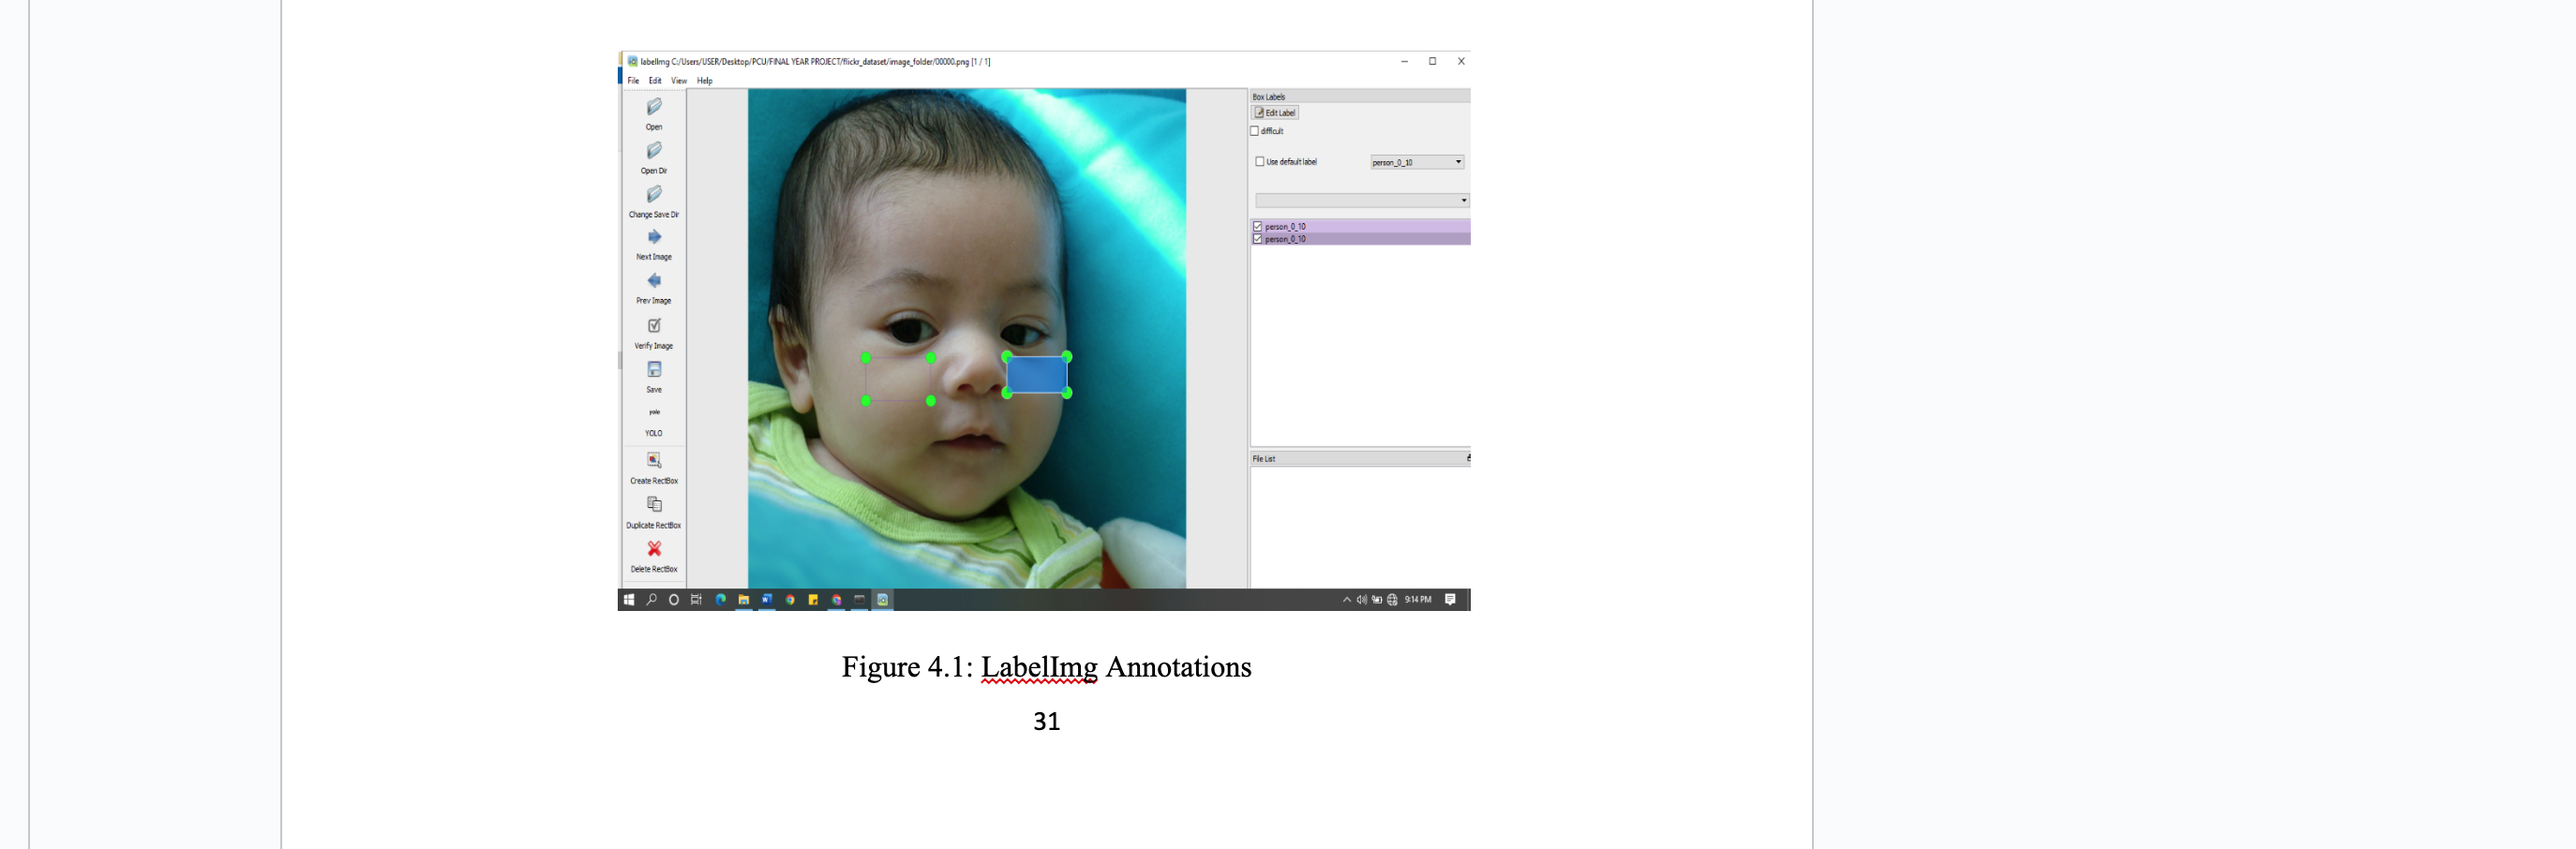 labelImg C:/Users/USER/Desktop/PCU/FINAL YEAR PROJECT/flickr_dataset/image_folder/00000.png [1 / 1]
File Edit View Help
Open
Open Dir
Change Save Dir
Next Image
Prev Image
Verify Image
Save
YOLO
Create RectBox
Duplicate RectBox
Delete RectBox
Box Labels
Edit Label
difficult
Use default label person_0_10
person_0_10
person_0_10
File List
9:14 PM
Figure 4.1: LabelImg Annotations
31